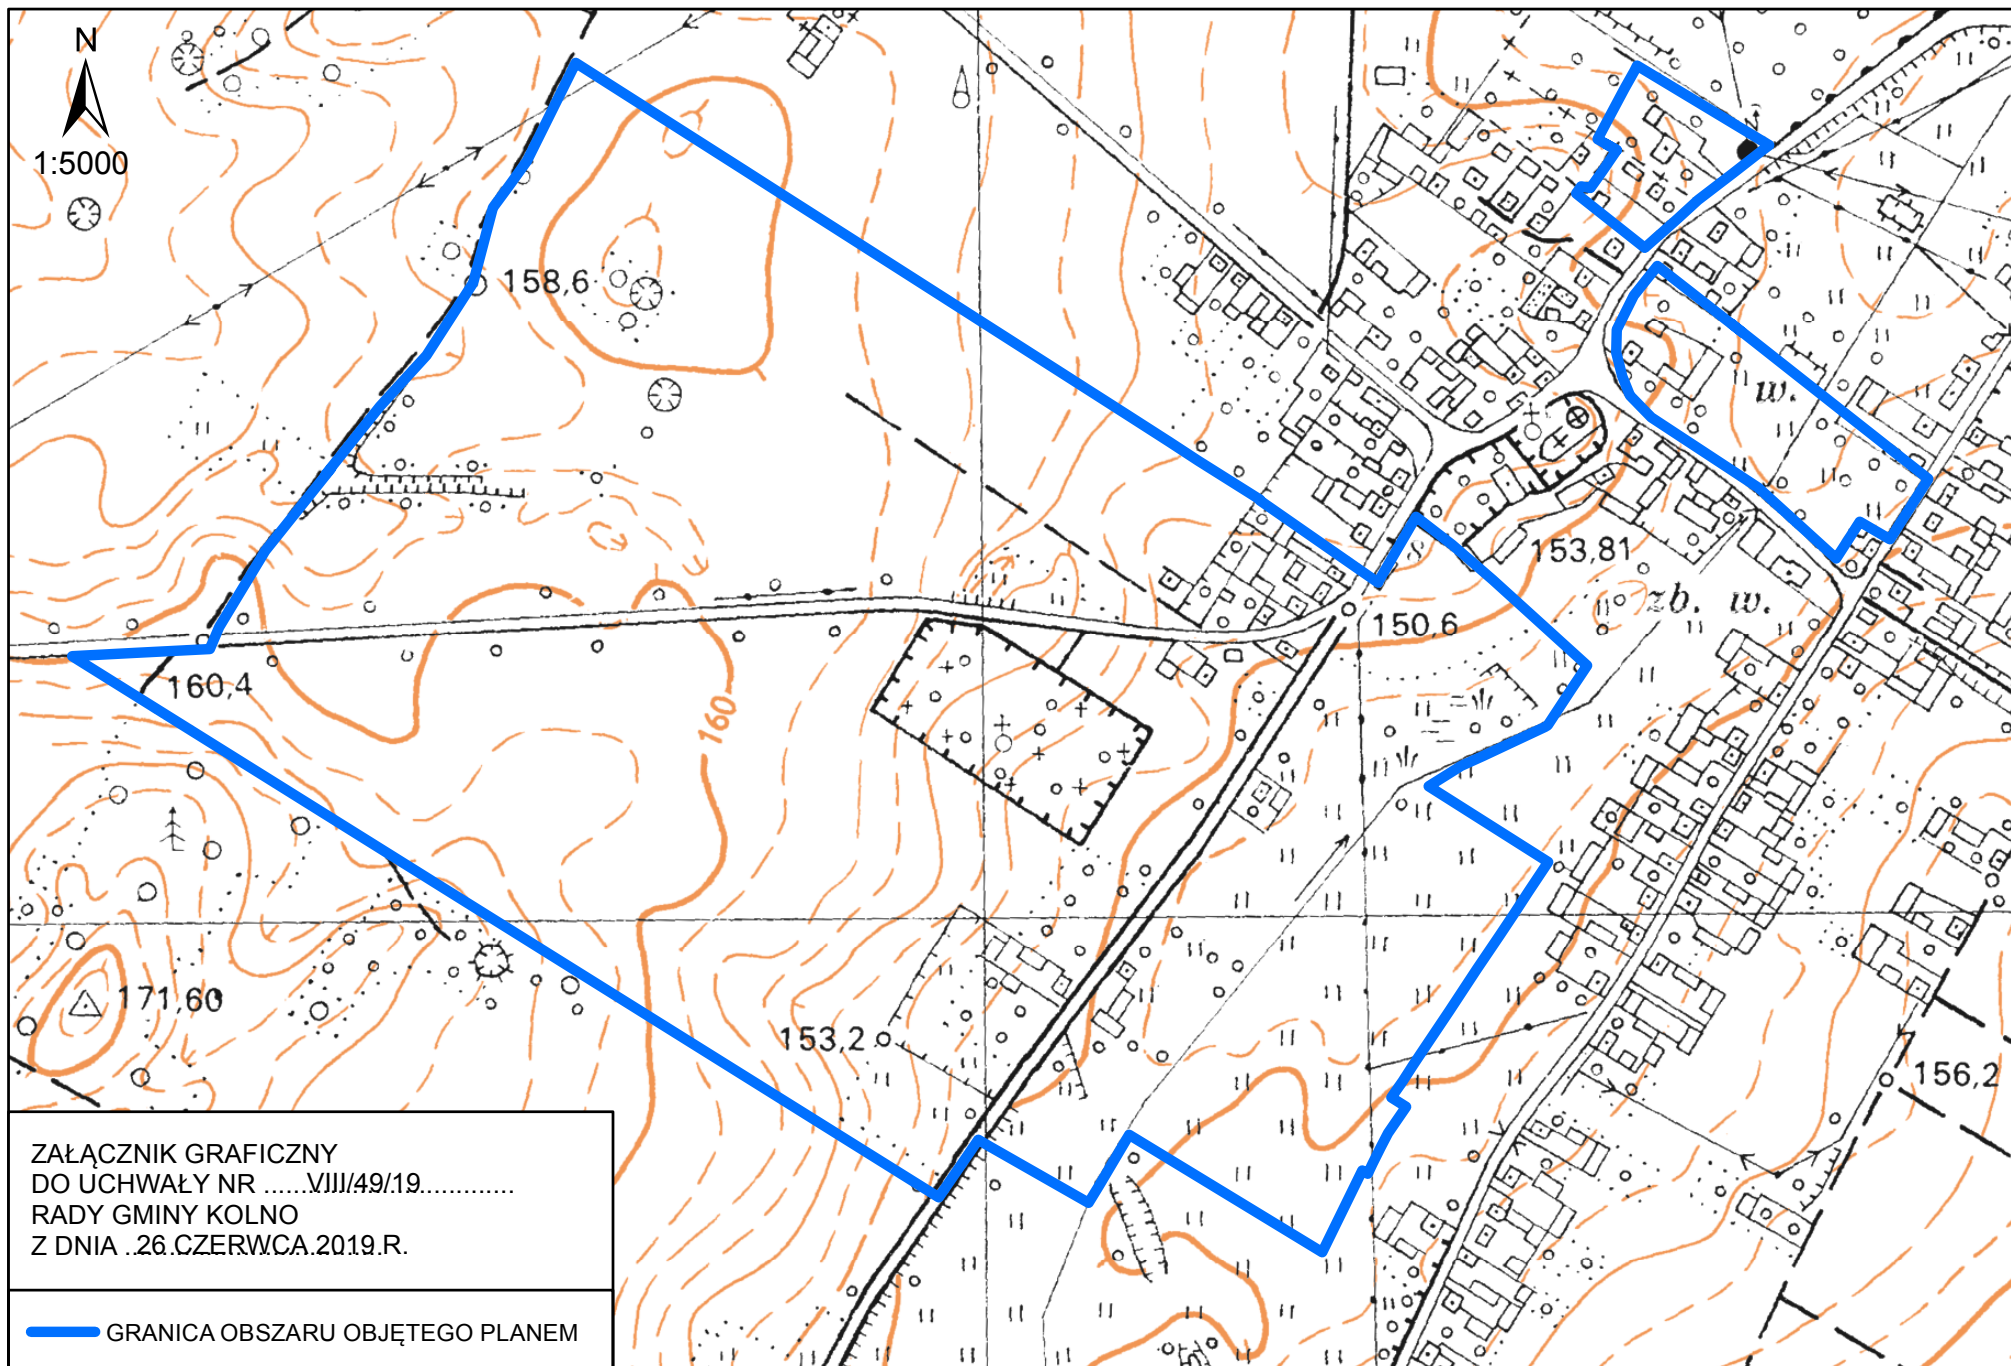 N
1:5000
158,6
w.
153,81
zb. w.
150,6
160,4
160
171,60
153,2
156,2
ZAŁĄCZNIK GRAFICZNY
DO UCHWAŁY NR ......VIII/49/19..............
RADY GMINY KOLNO
Z DNIA ..26 CZERWCA 2019 R.
GRANICA OBSZARU OBJĘTEGO PLANEM